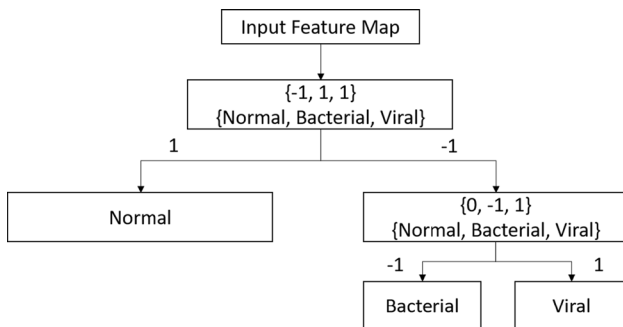 Input Feature Map
{-1, 1, 1}
{Normal, Bacterial, Viral}
1
-1
Normal
{0, -1, 1}
{Normal, Bacterial, Viral}
-1
1
Bacterial
Viral